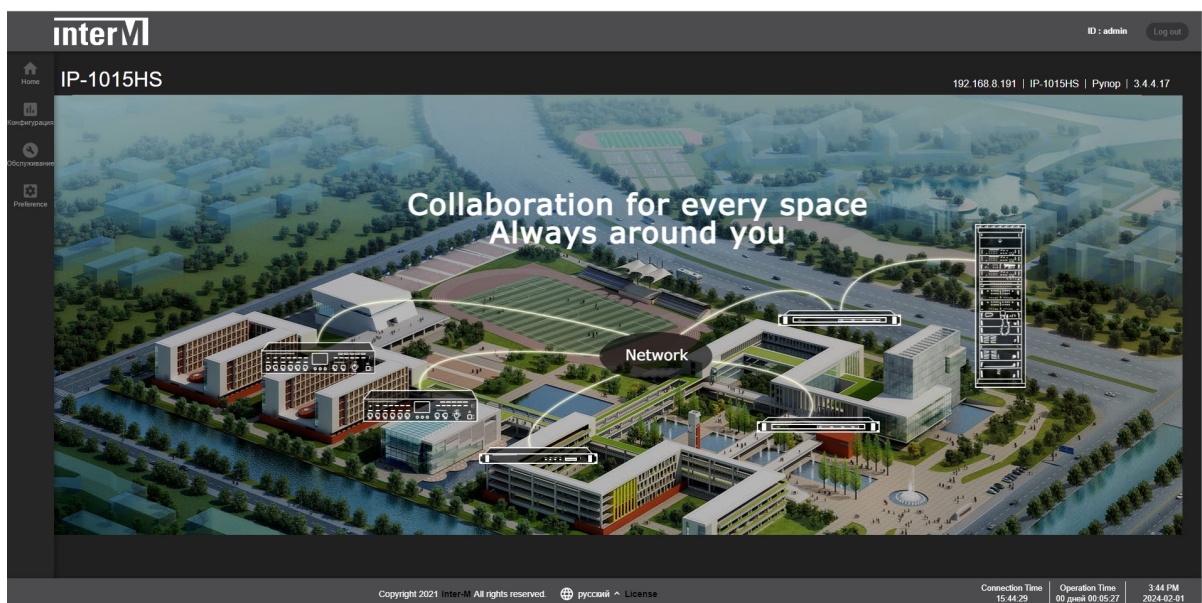 interM
ID : admin
Log out
Home
IP-1015HS
192.168.8.191 | IP-1015HS | Рупор | 3.4.4.17
Конфигурация
Обслуживание
Preference
Collaboration for every space
Always around you
Network
Copyright 2021 Inter-M All rights reserved.
русский ^ License
Connection Time
15:44:29
Operation Time
00 дней 00:05:27
3:44 PM
2024-02-01